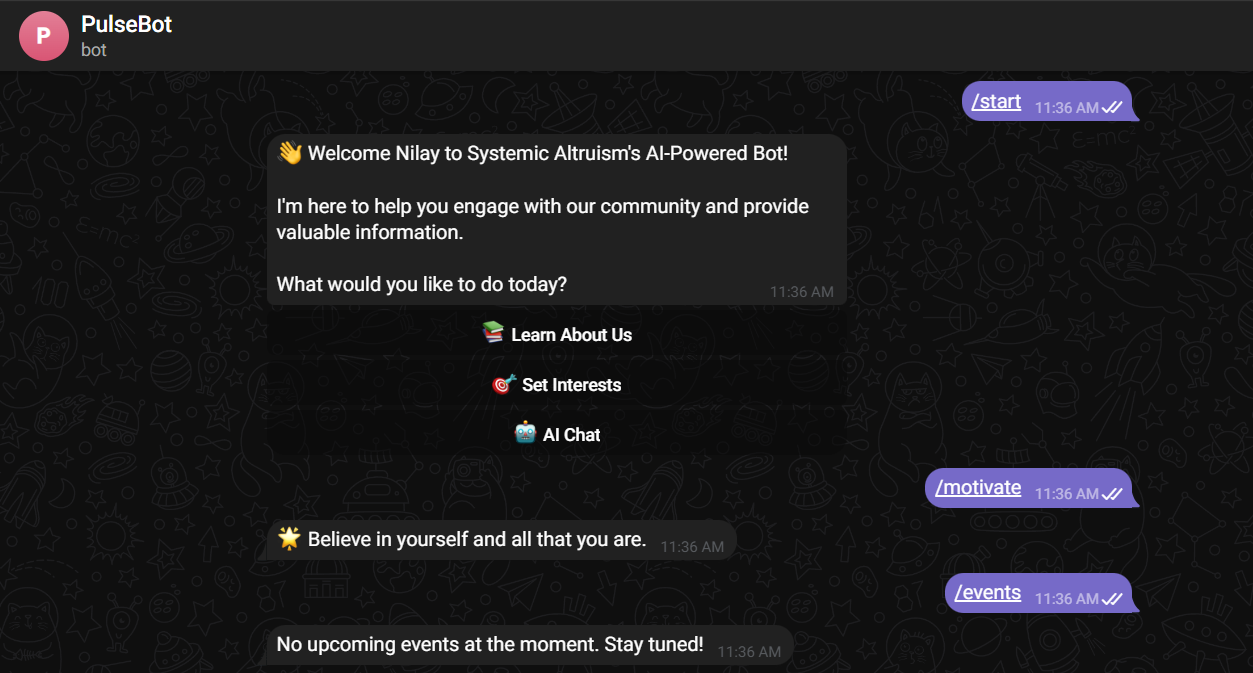 P
PulseBot
bot
/start 11:36 AM
👋 Welcome Nilay to Systemic Altruism's AI-Powered Bot!
I'm here to help you engage with our community and provide
valuable information.
What would you like to do today? 11:36 AM
📚 Learn About Us
🎯 Set Interests
🤖 AI Chat
/motivate 11:36 AM
🌟 Believe in yourself and all that you are. 11:36 AM
/events 11:36 AM
No upcoming events at the moment. Stay tuned! 11:36 AM